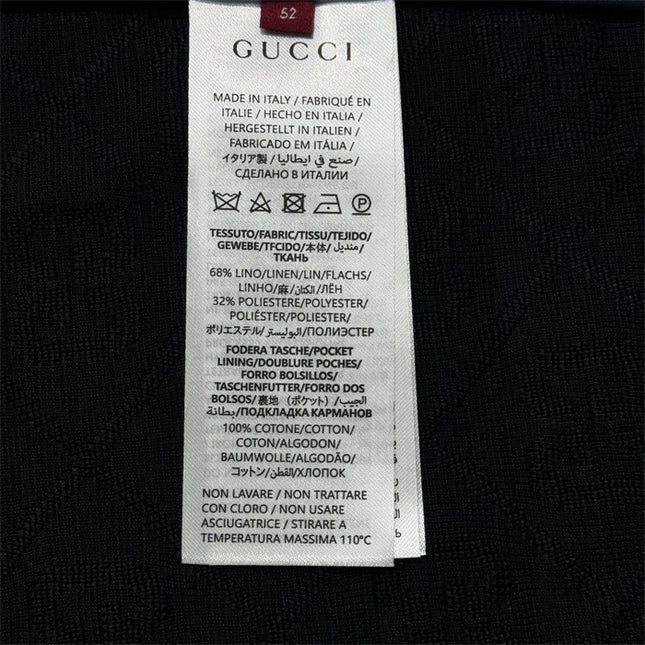 52
GUCCI
MADE IN ITALY / FABRIQUÉ EN
ITALIE / HECHO EN ITALIA /
HERGESTELLT IN ITALIEN /
FABRICADO EM ITÁLIA /
イタリア製 / صنع في ايطاليا /
СДЕЛАНО В ИТАЛИИ
TESSUTO/FABRIC/TISSU/TEJIDO/
GEWEBE/TFCIDO/本体/منديل/
ТКАНЬ
68% LINO/LINEN/LIN/FLACHS/
LINHO/麻/الكتان/ЛЁН
32% POLIESTERE/POLYESTER/
POLIÉSTER/POLIESTER/
ポリエステル/البوليستر/ПОЛИЭСТЕР
FODERA TASCHE/POCKET
LINING/DOUBLURE POCHES/
FORRO BOLSILLOS/
TASCHENFUTTER/FORRO DOS
BOLSOS/裏地 (ポケット)/الجيب
بطانة/ПОДКЛАДКА КАРМАНОВ
100% COTONE/COTTON/
COTON/ALGODON/
BAUMWOLLE/ALGODÃO/
コットン/القطن/ХЛОПОК
NON LAVARE / NON TRATTARE
CON CLORO / NON USARE
ASCIUGATRICE / STIRARE A
TEMPERATURA MASSIMA 110°C